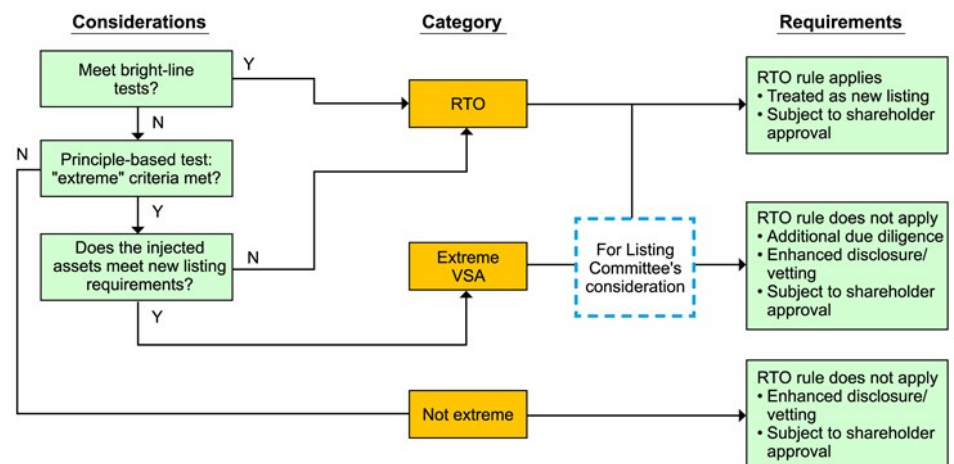 Considerations
Category
Requirements
Meet bright-line
tests?
Y
N
RTO
RTO rule applies
• Treated as new listing
• Subject to shareholder
approval
N
Principle-based test:
"extreme" criteria met?
Y
Does the injected
assets meet new listing
requirements?
N
Y
Extreme
VSA
For Listing
Committee's
consideration
RTO rule does not apply
• Additional due diligence
• Enhanced disclosure/
vetting
• Subject to shareholder
approval
Not extreme
RTO rule does not apply
• Enhanced disclosure/
vetting
• Subject to shareholder
approval